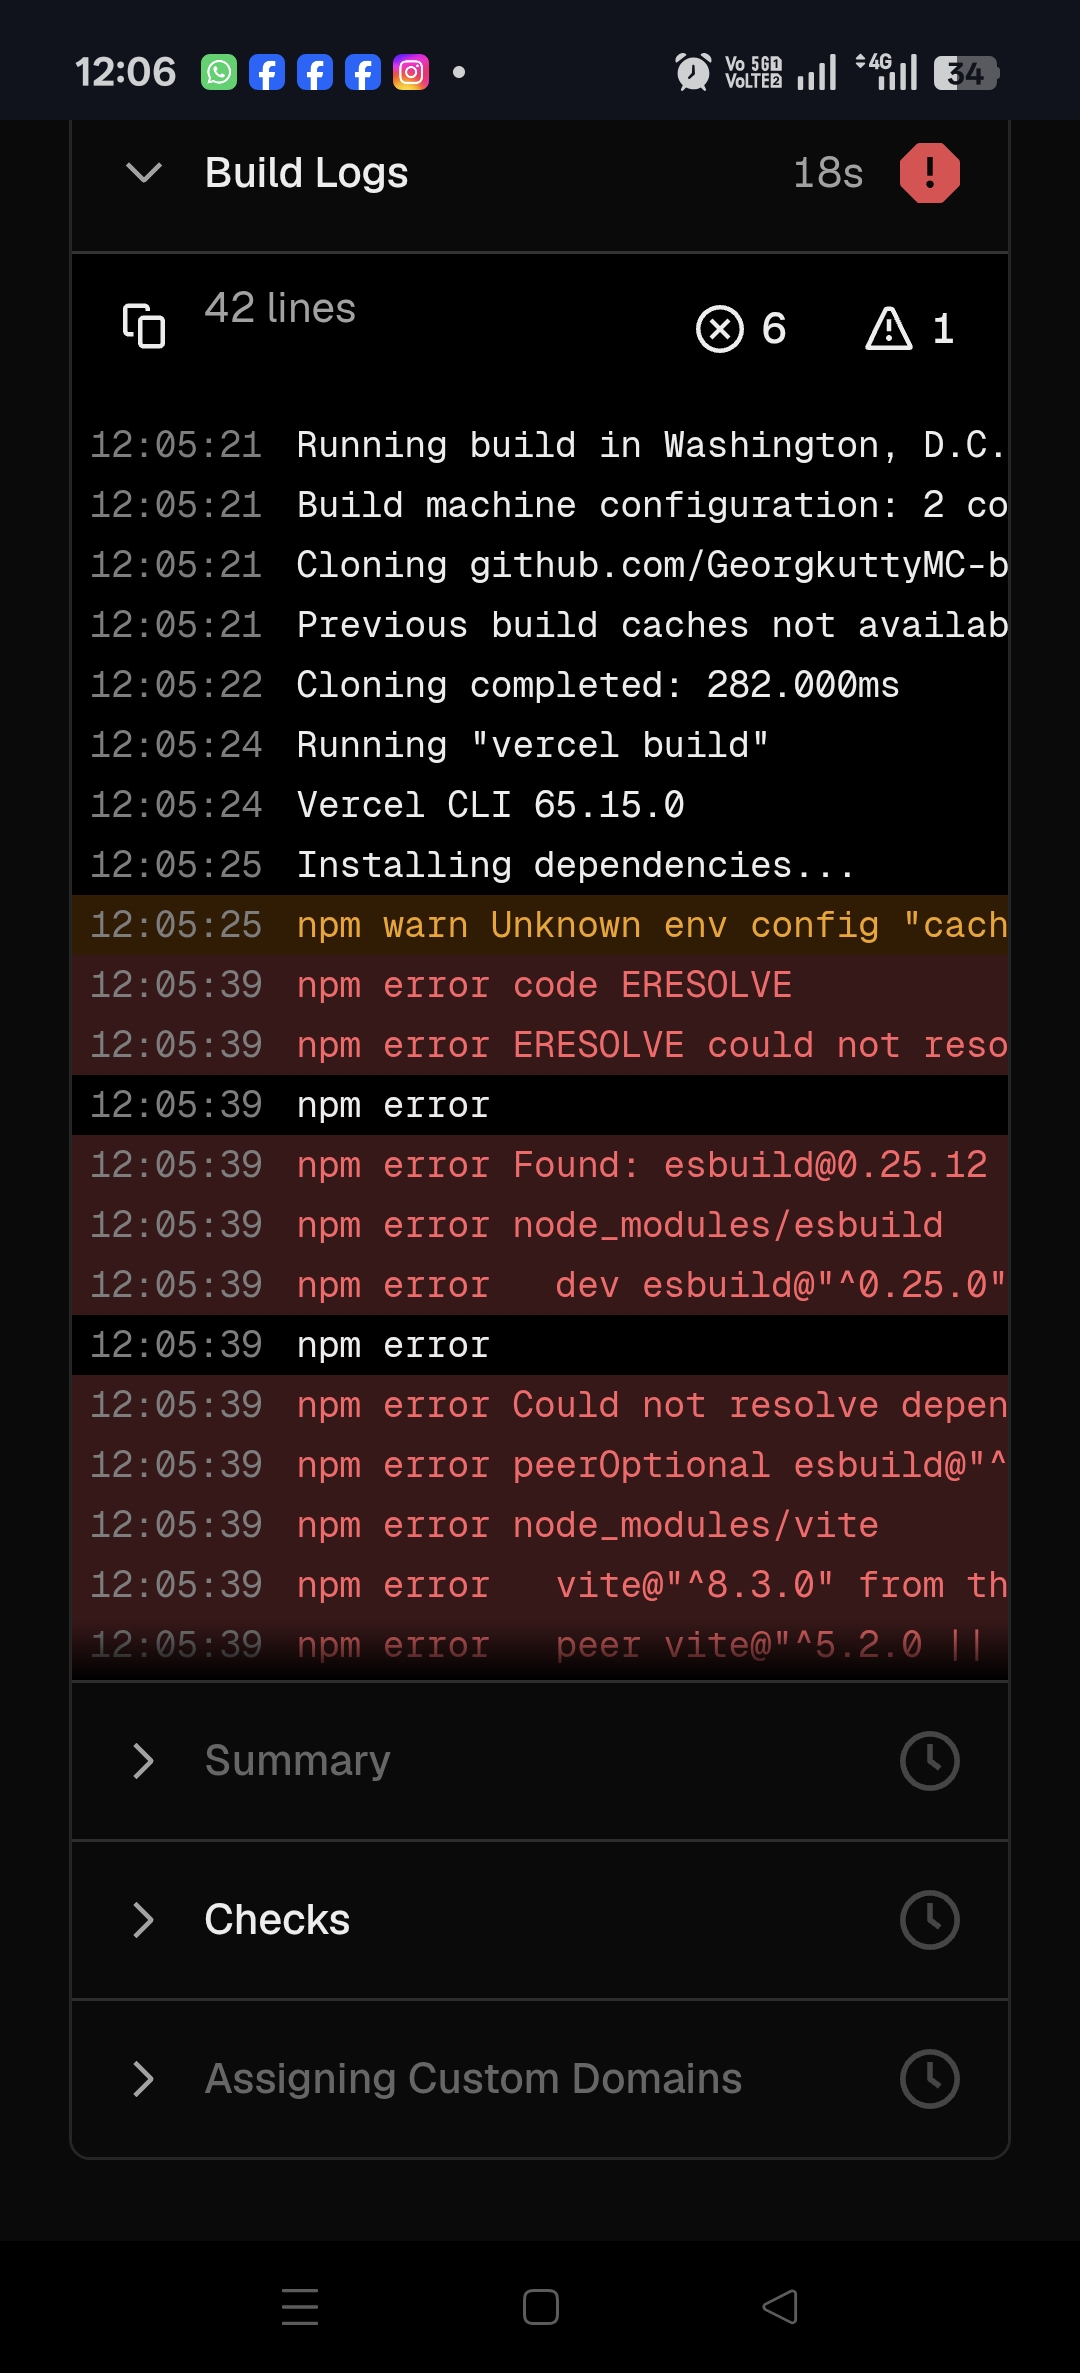 12:06
Vo 5G 1
VoLTE 2
4G
34
Build Logs 18s
42 lines 6 1
12:05:21 Running build in Washington, D.C.
12:05:21 Build machine configuration: 2 co
12:05:21 Cloning github.com/GeorgkuttyMC-b
12:05:21 Previous build caches not availab
12:05:22 Cloning completed: 282.000ms
12:05:24 Running "vercel build"
12:05:24 Vercel CLI 65.15.0
12:05:25 Installing dependencies...
12:05:25 npm warn Unknown env config "cach
12:05:39 npm error code ERESOLVE
12:05:39 npm error ERESOLVE could not reso
12:05:39 npm error
12:05:39 npm error Found: esbuild@0.25.12
12:05:39 npm error node_modules/esbuild
12:05:39 npm error   dev esbuild@"^0.25.0"
12:05:39 npm error
12:05:39 npm error Could not resolve depen
12:05:39 npm error peerOptional esbuild@"^
12:05:39 npm error node_modules/vite
12:05:39 npm error   vite@"^8.3.0" from th
12:05:39 npm error   peer vite@"^5.2.0 ||
Summary
Checks
Assigning Custom Domains